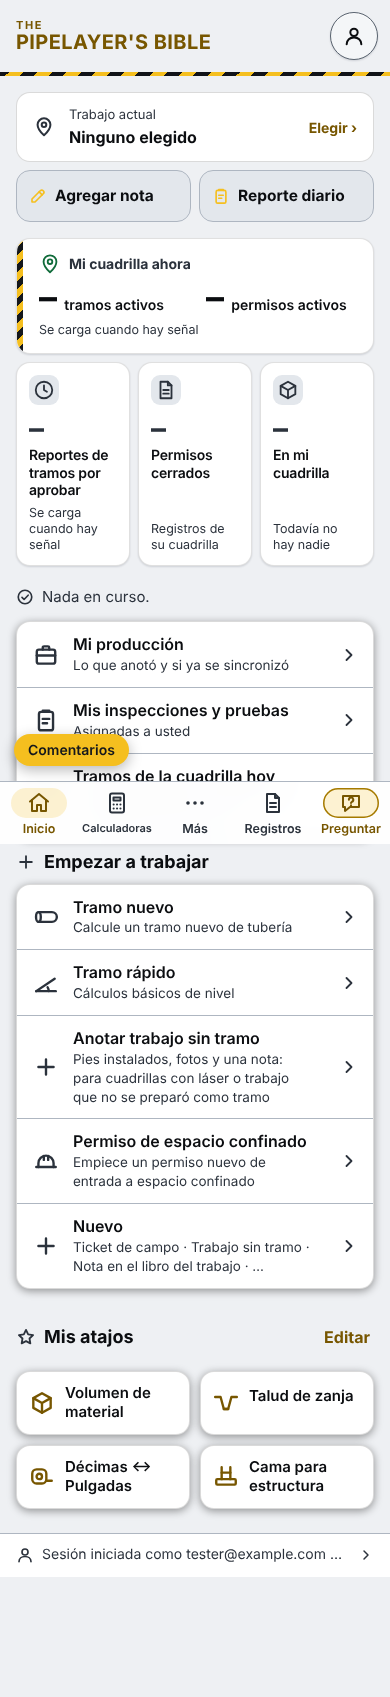 THE
PIPELAYER'S BIBLE
Trabajo actual
Ninguno elegido
Elegir ›
Agregar nota
Reporte diario
Mi cuadrilla ahora
— tramos activos
— permisos activos
Se carga cuando hay señal
—
Reportes de
tramos por
aprobar
Se carga
cuando hay
señal
—
Permisos
cerrados
Registros de
su cuadrilla
—
En mi
cuadrilla
Todavía no
hay nadie
Nada en curso.
Mi producción
Lo que anotó y si ya se sincronizó
Mis inspecciones y pruebas
Asignadas a usted
Comentarios
Tramos de la cuadrilla hoy
Inicio
Calculadoras
Más
Registros
Preguntar
Empezar a trabajar
Tramo nuevo
Calcule un tramo nuevo de tubería
Tramo rápido
Cálculos básicos de nivel
Anotar trabajo sin tramo
Pies instalados, fotos y una nota:
para cuadrillas con láser o trabajo
que no se preparó como tramo
Permiso de espacio confinado
Empiece un permiso nuevo de
entrada a espacio confinado
Nuevo
Ticket de campo · Trabajo sin tramo ·
Nota en el libro del trabajo · ...
Mis atajos
Editar
Volumen de
material
Talud de zanja
Décimas ↔
Pulgadas
Cama para
estructura
Sesión iniciada como tester@example.com ...